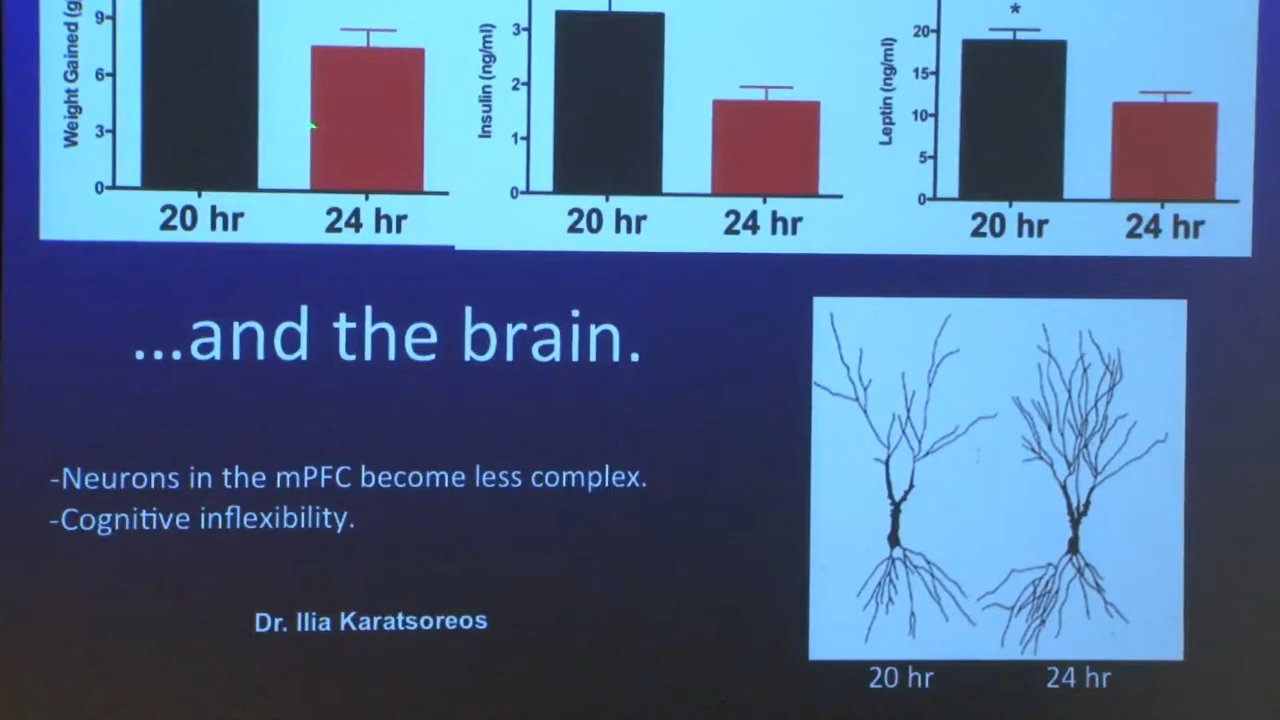 Weight Gained (g
9
6
3
0
20 hr
24 hr
Insulin (ng/ml)
3
2
1
0
20 hr
24 hr
Leptin (ng/ml)
*
20
15
10
5
0
20 hr
24 hr
...and the brain.
-Neurons in the mPFC become less complex.
-Cognitive inflexibility.
Dr. Ilia Karatsoreos
20 hr
24 hr